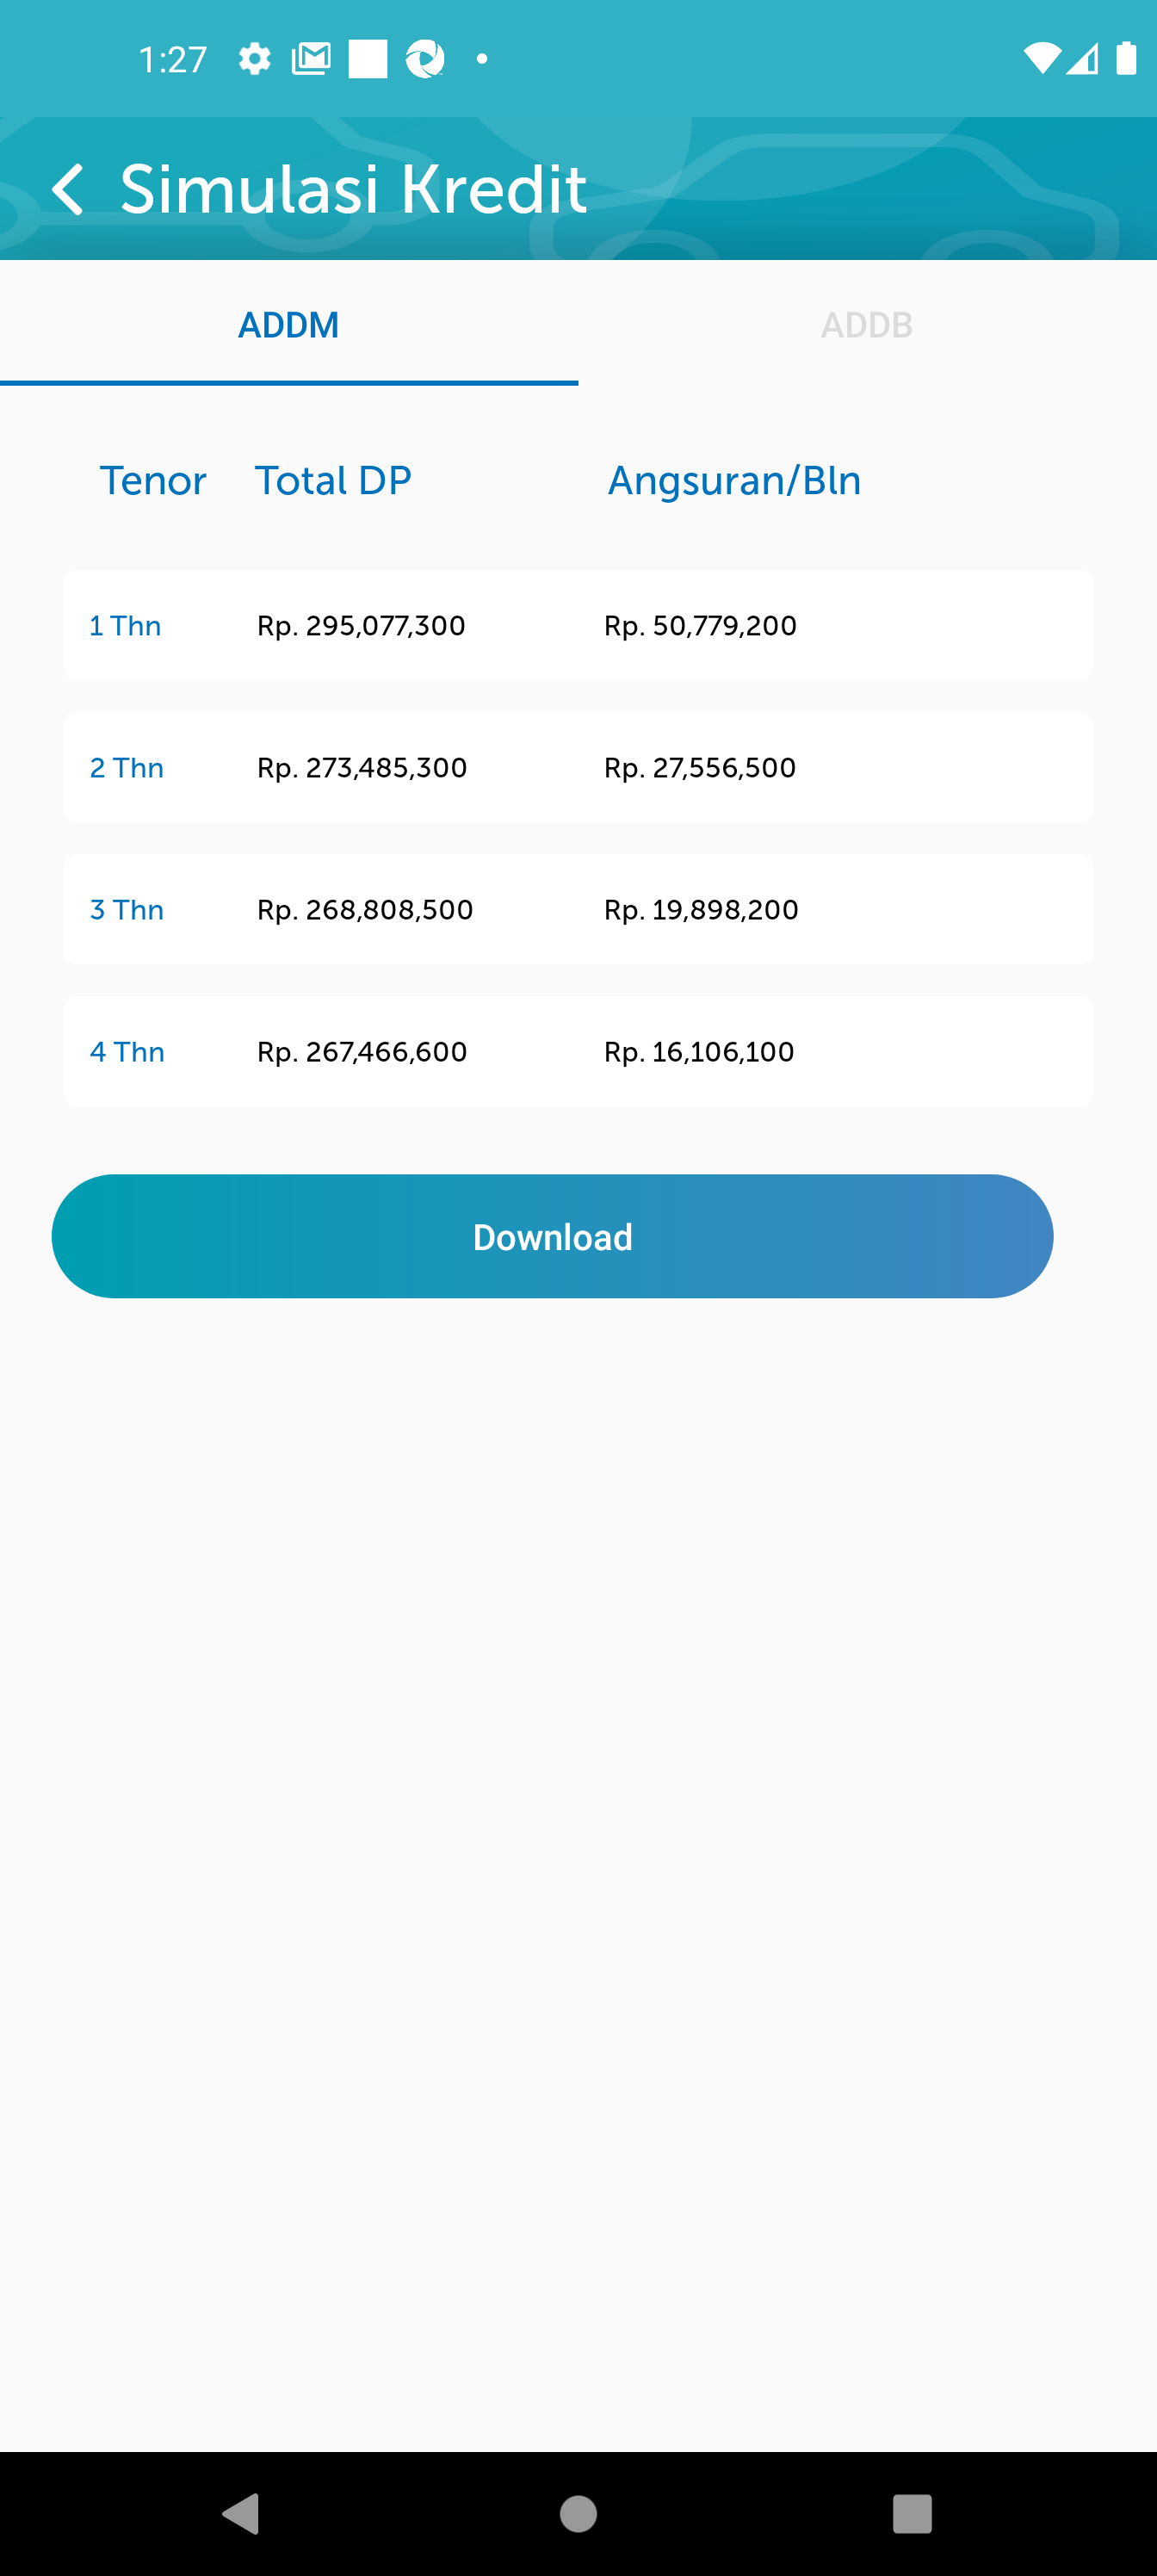 1:27
Simulasi Kredit
ADDM ADDB
Tenor Total DP Angsuran/Bln
1 Thn Rp. 295,077,300 Rp. 50,779,200
2 Thn Rp. 273,485,300 Rp. 27,556,500
3 Thn Rp. 268,808,500 Rp. 19,898,200
4 Thn Rp. 267,466,600 Rp. 16,106,100
Download